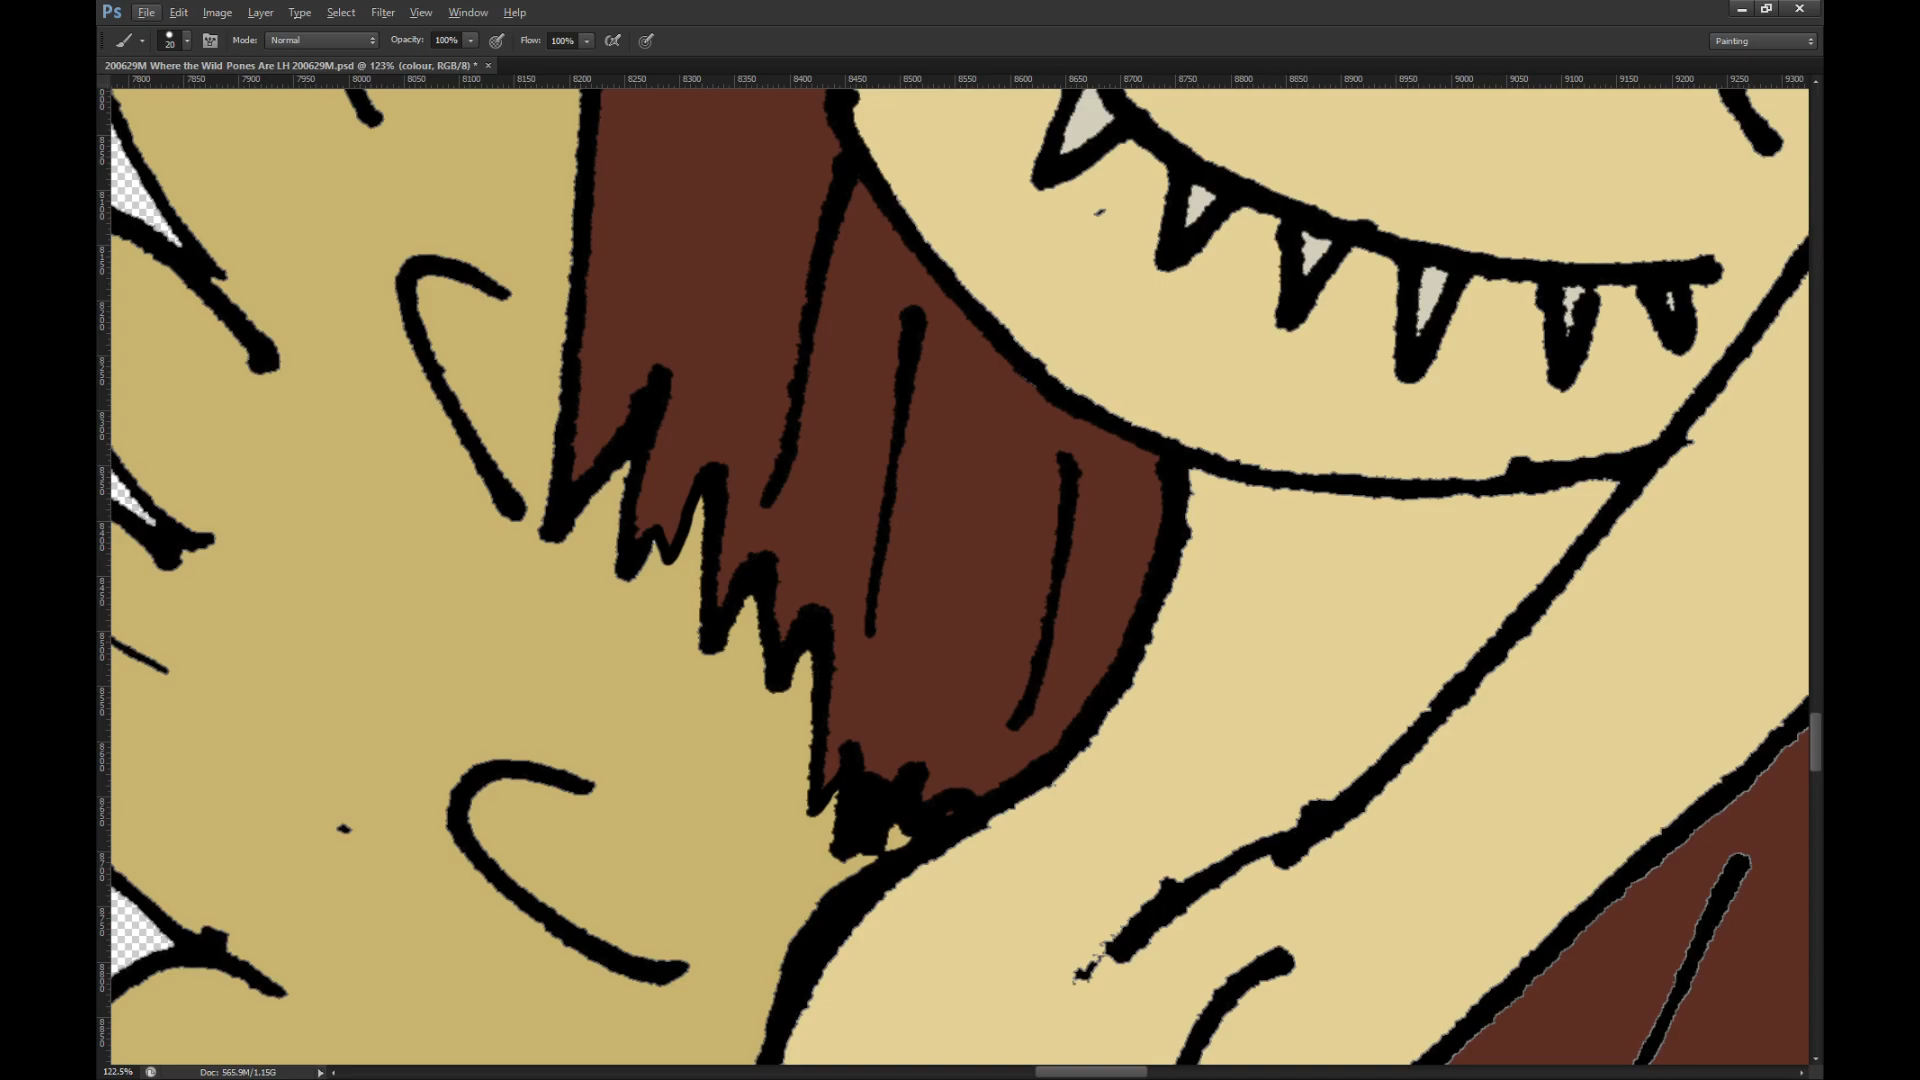 Ps File Edit Image Layer Type Select Filter View Window Help
20 Mode: Normal Opacity: 100% Flow: 100% Painting
200629M Where the Wild Pones Are LH 200629M.psd @ 123% (colour, RGB/8) * ×
7800 7850 7900 7950 8000 8050 8100 8150 8200 8250 8300 8350 8400 8450 8500 8550 8600 8650 8700 8750 8800 8850 8900 8950 9000 9050 9100 9150 9200 9250 9300
122.5% Doc: 565.9M/1.15G